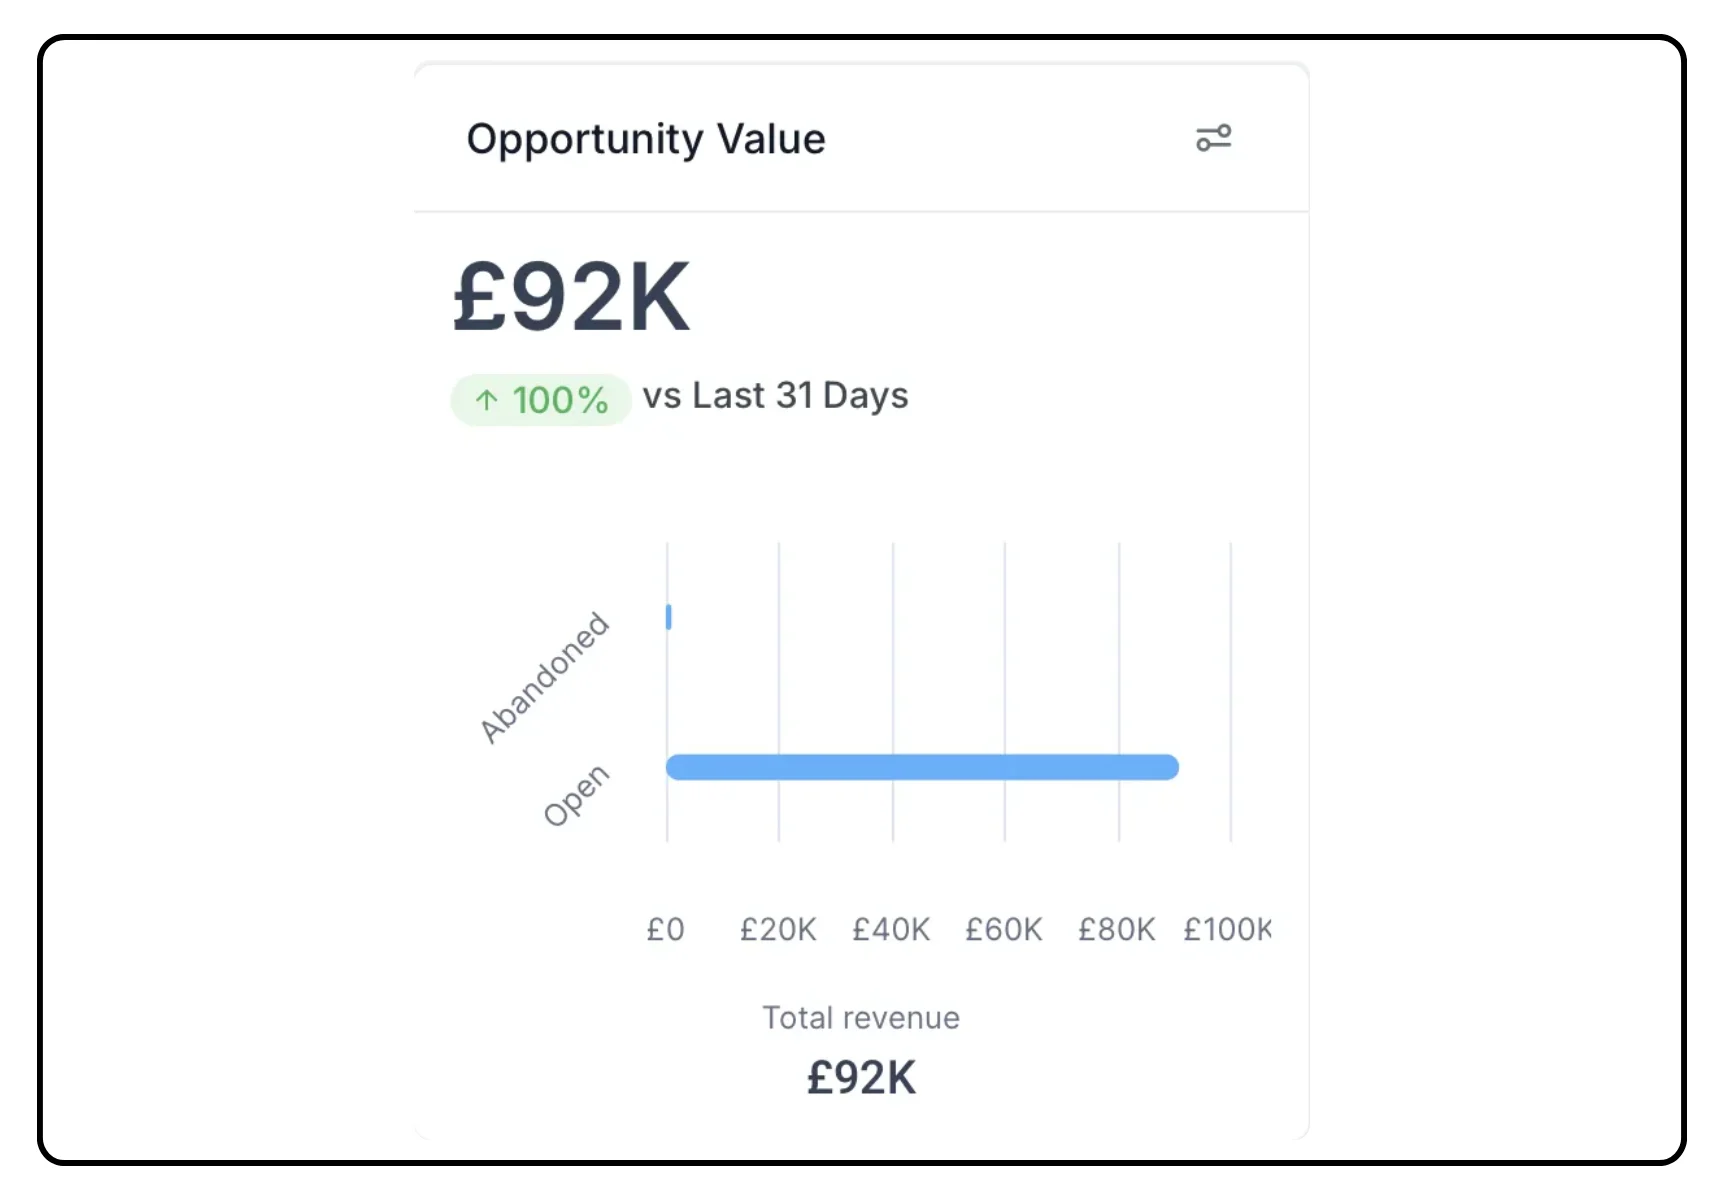 Opportunity Value
£92K
↑ 100% vs Last 31 Days
Abandoned
Open
£0 £20K £40K £60K £80K £100K
Total revenue
£92K